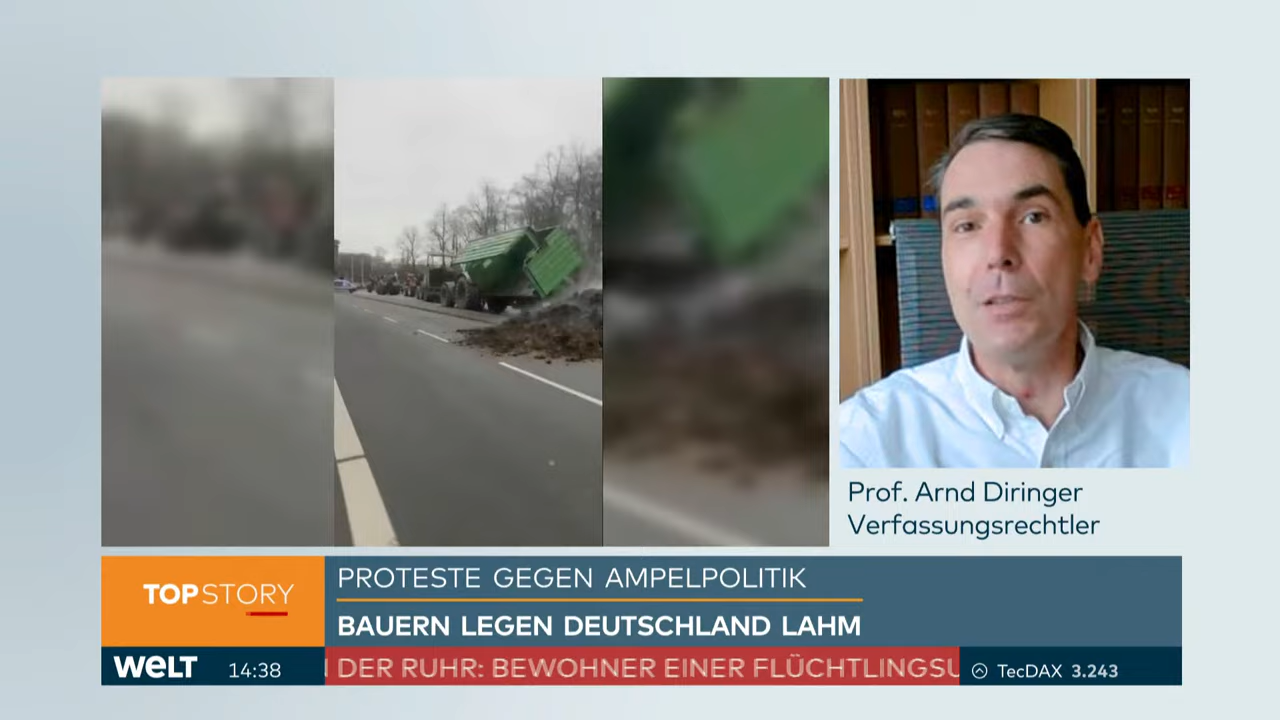 Prof. Arnd Diringer
Verfassungsrechtler
TOPSTORY
PROTESTE GEGEN AMPELPOLITIK
BAUERN LEGEN DEUTSCHLAND LAHM
WELT 14:38 DER RUHR: BEWOHNER EINER FLÜCHTLINGSU TecDAX 3.243